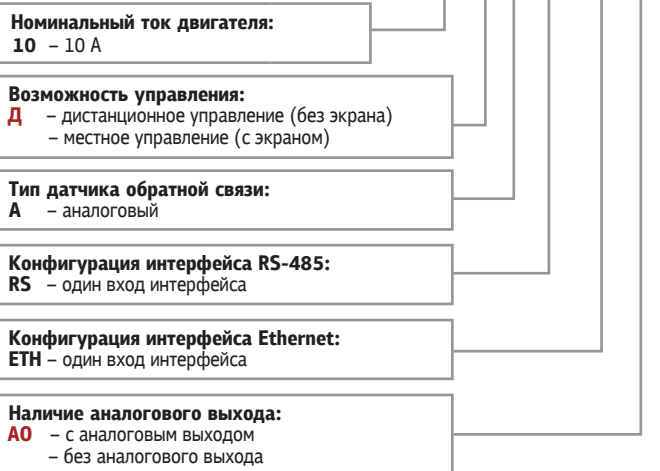 Номинальный ток двигателя:
10 – 10 А
Возможность управления:
Д – дистанционное управление (без экрана)
– местное управление (с экраном)
Тип датчика обратной связи:
А – аналоговый
Конфигурация интерфейса RS-485:
RS – один вход интерфейса
Конфигурация интерфейса Ethernet:
ETH – один вход интерфейса
Наличие аналогового выхода:
АО – с аналоговым выходом
– без аналогового выхода